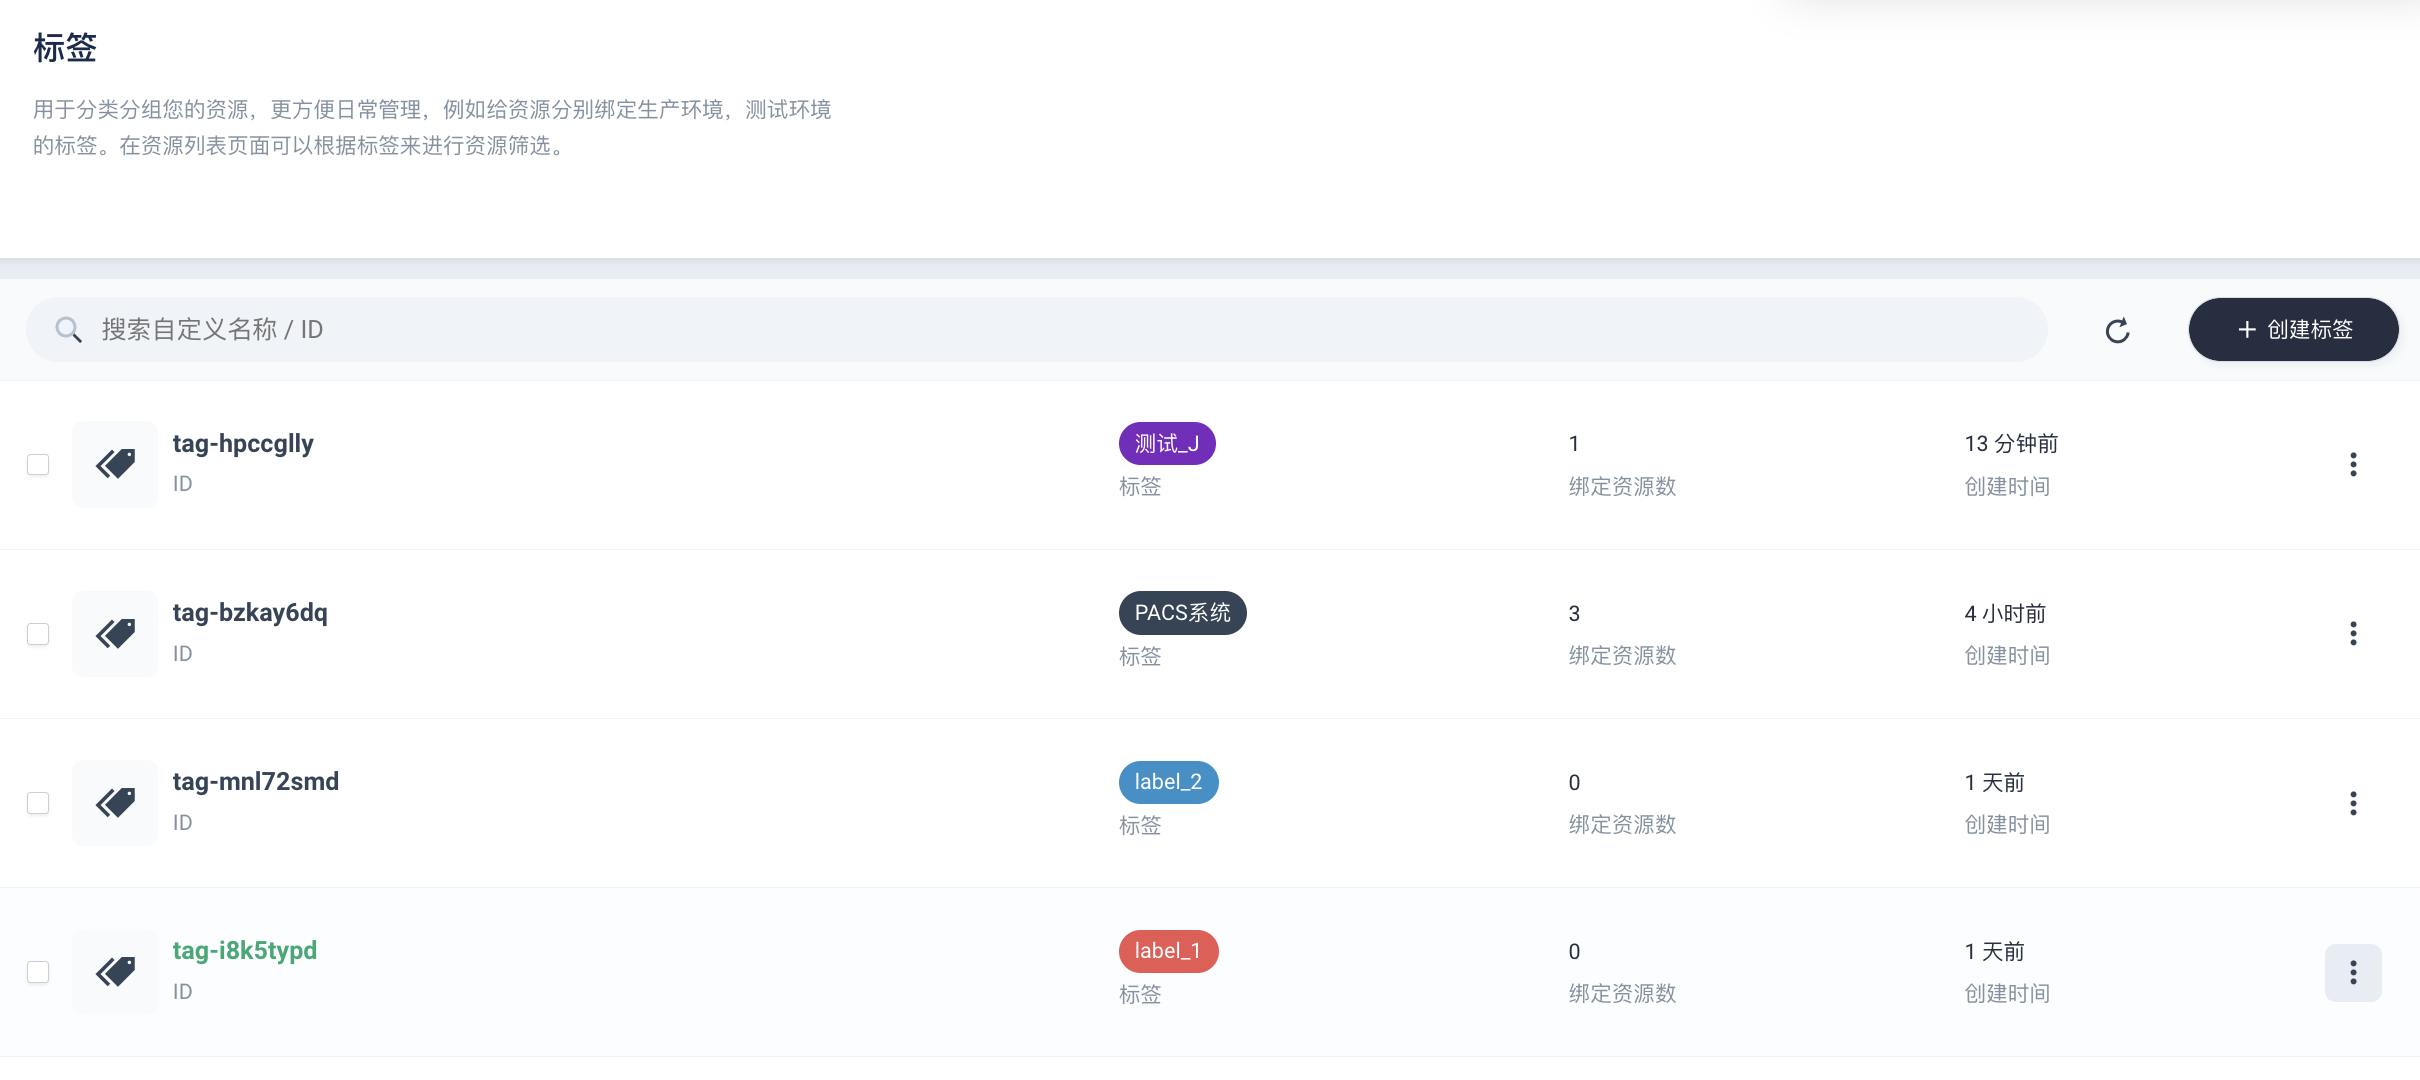 标签
用于分类分组您的资源，更方便日常管理，例如给资源分别绑定生产环境，测试环境
的标签。在资源列表页面可以根据标签来进行资源筛选。
搜索自定义名称 / ID
创建标签
tag-hpccglly
测试_J
1
13 分钟前
ID
标签
绑定资源数
创建时间
tag-bzkay6dq
PACS系统
3
4 小时前
ID
标签
绑定资源数
创建时间
tag-mnl72smd
label_2
0
1 天前
ID
标签
绑定资源数
创建时间
tag-i8k5typd
label_1
0
1 天前
ID
标签
绑定资源数
创建时间